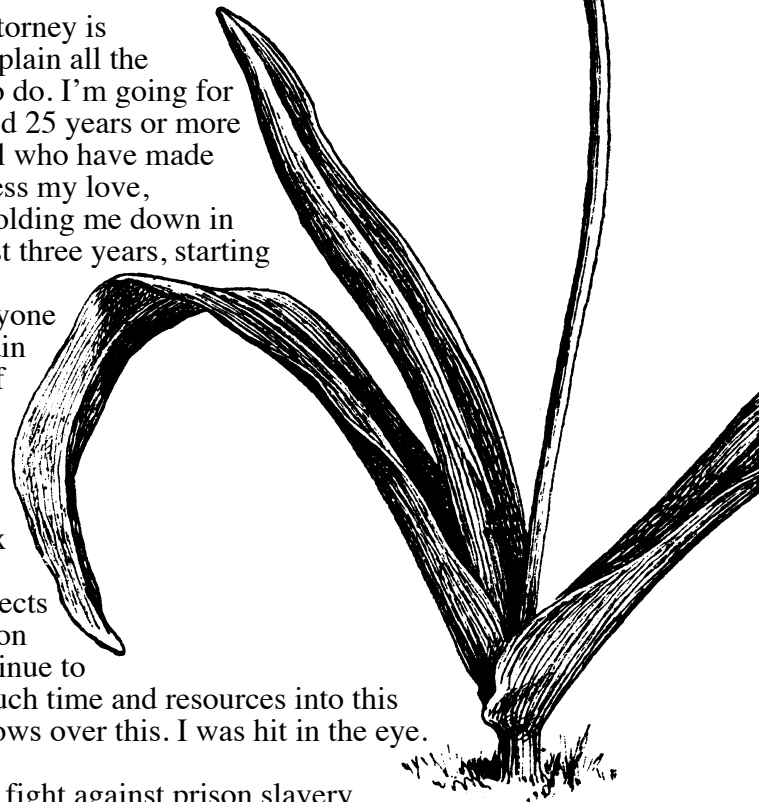 torney is
plain all the
o do. I’m going for
d 25 years or more
l who have made
ess my love,
olding me down in
st three years, starting
yone
in
f
k
ects
on
inue to
uch time and resources into this
ows over this. I was hit in the eye.
fight against prison slavery